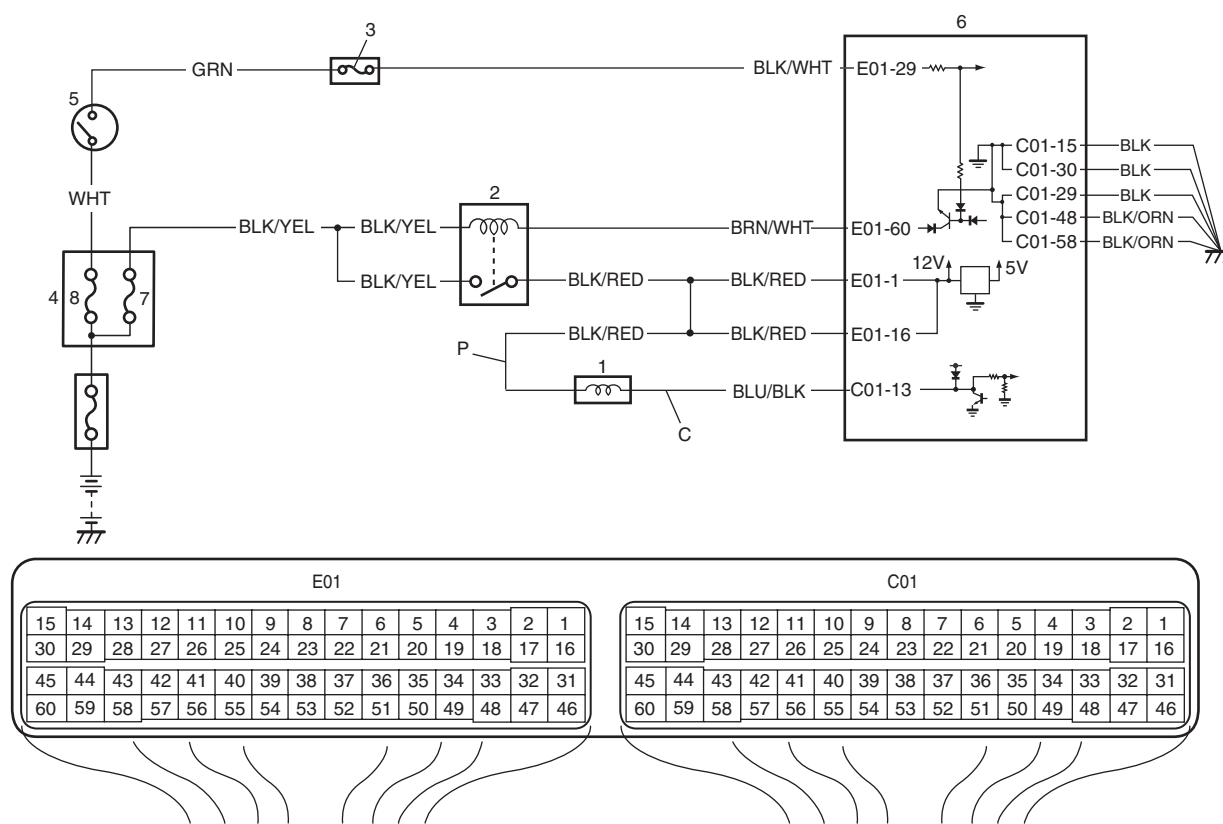 6
3
GRN
BLK/WHT
E01-29
5
C01-15
BLK
C01-30
BLK
C01-29
BLK
C01-48
BLK/ORN
C01-58
BLK/ORN
WHT
2
BLK/YEL
BLK/YEL
BRN/WHT
E01-60
BLK/YEL
BLK/RED
BLK/RED
E01-1
12V
5V
4
8
7
BLK/RED
BLK/RED
E01-16
P
1
BLU/BLK
C01-13
C
E01
15 14 13 12 11 10 9 8 7 6 5 4 3 2 1
30 29 28 27 26 25 24 23 22 21 20 19 18 17 16
45 44 43 42 41 40 39 38 37 36 35 34 33 32 31
60 59 58 57 56 55 54 53 52 51 50 49 48 47 46
C01
15 14 13 12 11 10 9 8 7 6 5 4 3 2 1
30 29 28 27 26 25 24 23 22 21 20 19 18 17 16
45 44 43 42 41 40 39 38 37 36 35 34 33 32 31
60 59 58 57 56 55 54 53 52 51 50 49 48 47 46